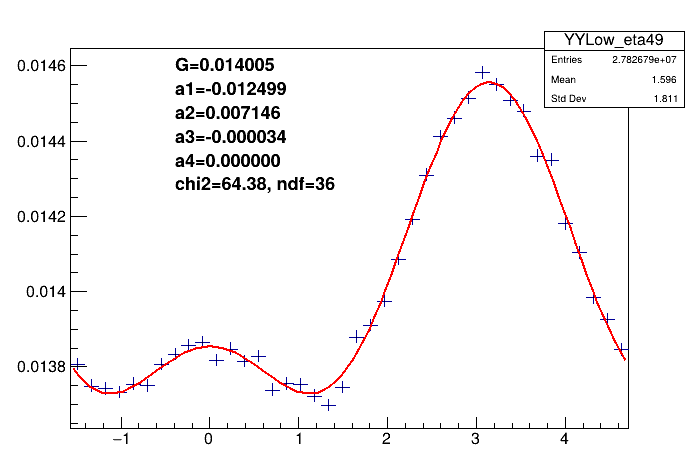 YYLow_eta49
Entries 2.782679e+07
Mean 1.596
Std Dev 1.811
G=0.014005
a1=-0.012499
a2=0.007146
a3=-0.000034
a4=0.000000
chi2=64.38, ndf=36
0.0146
0.0144
0.0142
0.014
0.0138
−1 0 1 2 3 4